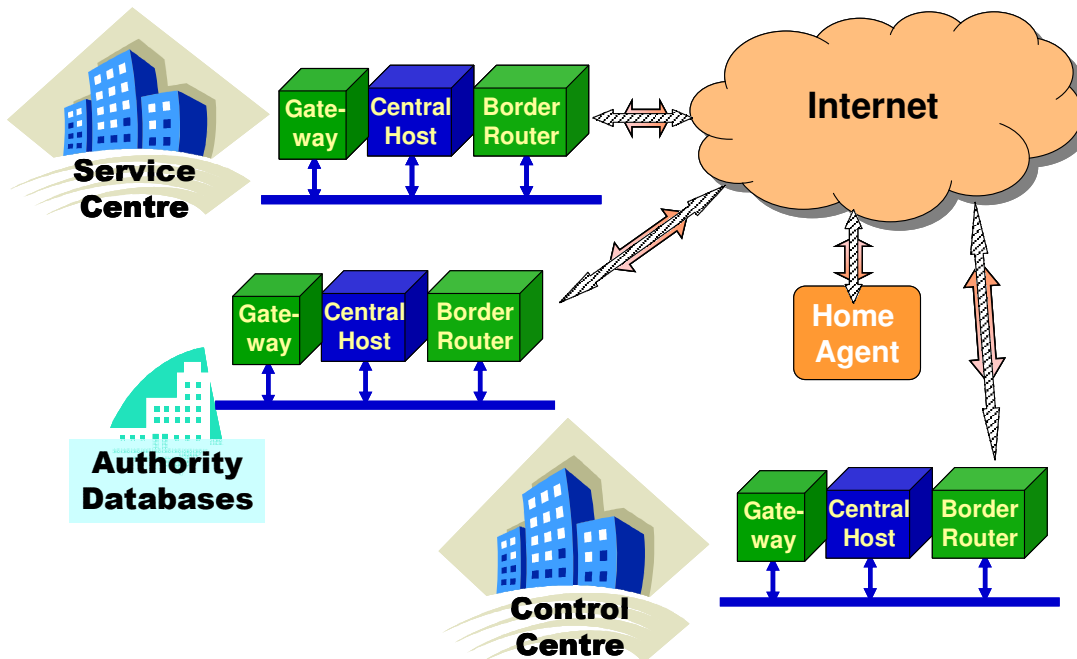 Internet
Gate-
way
Central
Host
Border
Router
Service
Centre
Gate-
way
Central
Host
Border
Router
Home
Agent
Authority
Databases
Gate-
way
Central
Host
Border
Router
Control
Centre